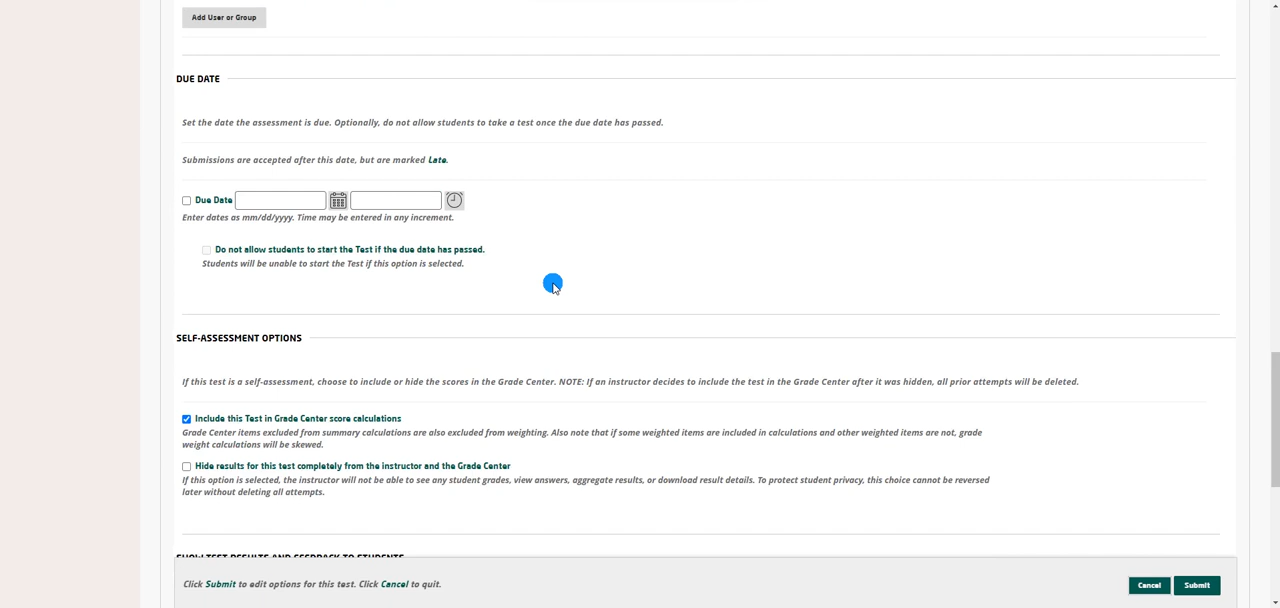 Add User or Group
DUE DATE
Set the date the assessment is due. Optionally, do not allow students to take a test once the due date has passed.
Submissions are accepted after this date, but are marked Late.
Due Date
Enter dates as mm/dd/yyyy. Time may be entered in any increment.
Do not allow students to start the Test if the due date has passed.
Students will be unable to start the Test if this option is selected.
SELF-ASSESSMENT OPTIONS
If this test is a self-assessment, choose to include or hide the scores in the Grade Center. NOTE: If an instructor decides to include the test in the Grade Center after it was hidden, all prior attempts will be deleted.
Include this Test in Grade Center score calculations
Grade Center items excluded from summary calculations are also excluded from weighting. Also note that if some weighted items are included in calculations and other weighted items are not, grade
weight calculations will be skewed.
Hide results for this test completely from the instructor and the Grade Center
If this option is selected, the instructor will not be able to see any student grades, view answers, aggregate results, or download result details. To protect student privacy, this choice cannot be reversed
later without deleting all attempts.
SHOW TEST RESULTS AND FEEDBACK TO STUDENTS
Click Submit to edit options for this test. Click Cancel to quit.
Cancel
Submit